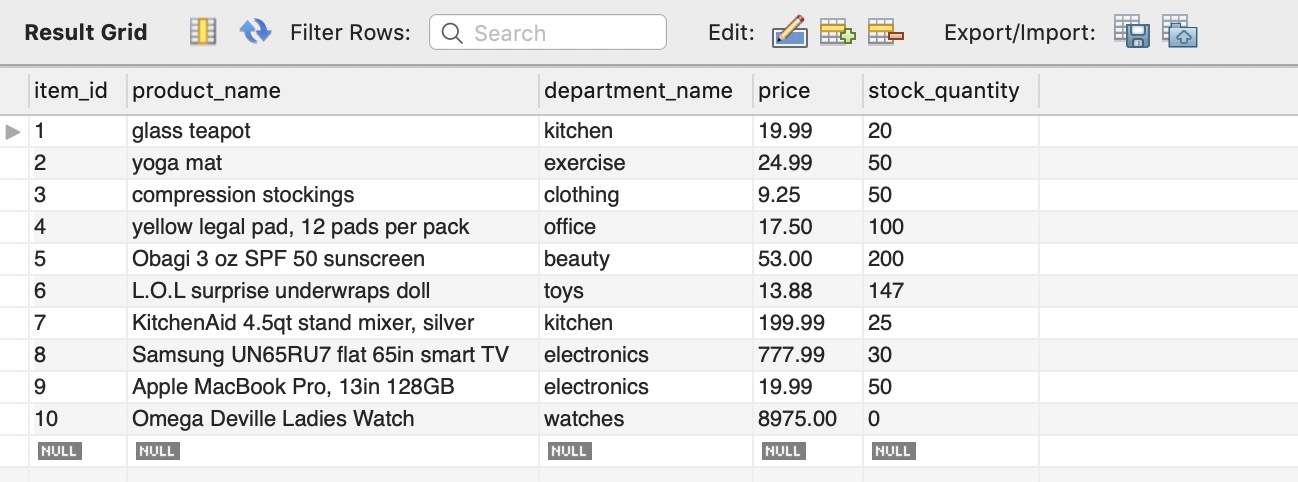 Result Grid Filter Rows: Search Edit: Export/Import:
item_id product_name department_name price stock_quantity
1 glass teapot kitchen 19.99 20
2 yoga mat exercise 24.99 50
3 compression stockings clothing 9.25 50
4 yellow legal pad, 12 pads per pack office 17.50 100
5 Obagi 3 oz SPF 50 sunscreen beauty 53.00 200
6 L.O.L surprise underwraps doll toys 13.88 147
7 KitchenAid 4.5qt stand mixer, silver kitchen 199.99 25
8 Samsung UN65RU7 flat 65in smart TV electronics 777.99 30
9 Apple MacBook Pro, 13in 128GB electronics 19.99 50
10 Omega Deville Ladies Watch watches 8975.00 0
NULL NULL NULL NULL NULL